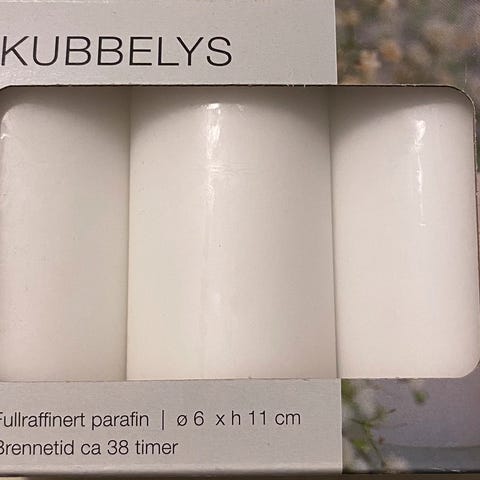 KUBBELYS
Fullraffinert parafin | ø 6 x h 11 cm
Brennetid ca 38 timer